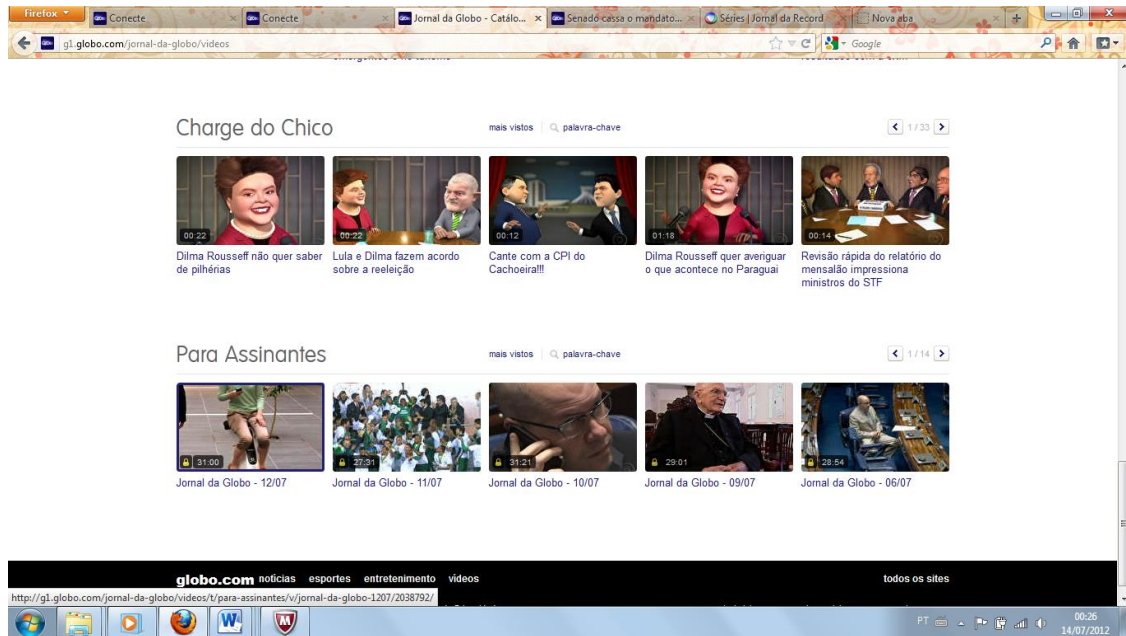 Firefox
Conecte
Conecte
Jornal da Globo - Catálo...
Senado cassa o mandato...
Séries | Jornal da Record
Nova aba
g1.globo.com/jornal-da-globo/videos
Google
Charge do Chico
mais vistos
palavra-chave
1 / 33
00:22
00:22
00:12
01:18
00:14
Dilma Rousseff não quer saber
de pilhérias
Lula e Dilma fazem acordo
sobre a reeleição
Cante com a CPI do
Cachoeira!!!
Dilma Rousseff quer averiguar
o que acontece no Paraguai
Revisão rápida do relatório do
mensalão impressiona
ministros do STF
Para Assinantes
mais vistos
palavra-chave
1 / 14
31:00
27:31
31:21
29:01
28:54
Jornal da Globo - 12/07
Jornal da Globo - 11/07
Jornal da Globo - 10/07
Jornal da Globo - 09/07
Jornal da Globo - 06/07
globo.com notícias esportes entretenimento vídeos
todos os sites
http://g1.globo.com/jornal-da-globo/videos/t/para-assinantes/v/jornal-da-globo-1207/2038792/
PT
00:26
14/07/2012